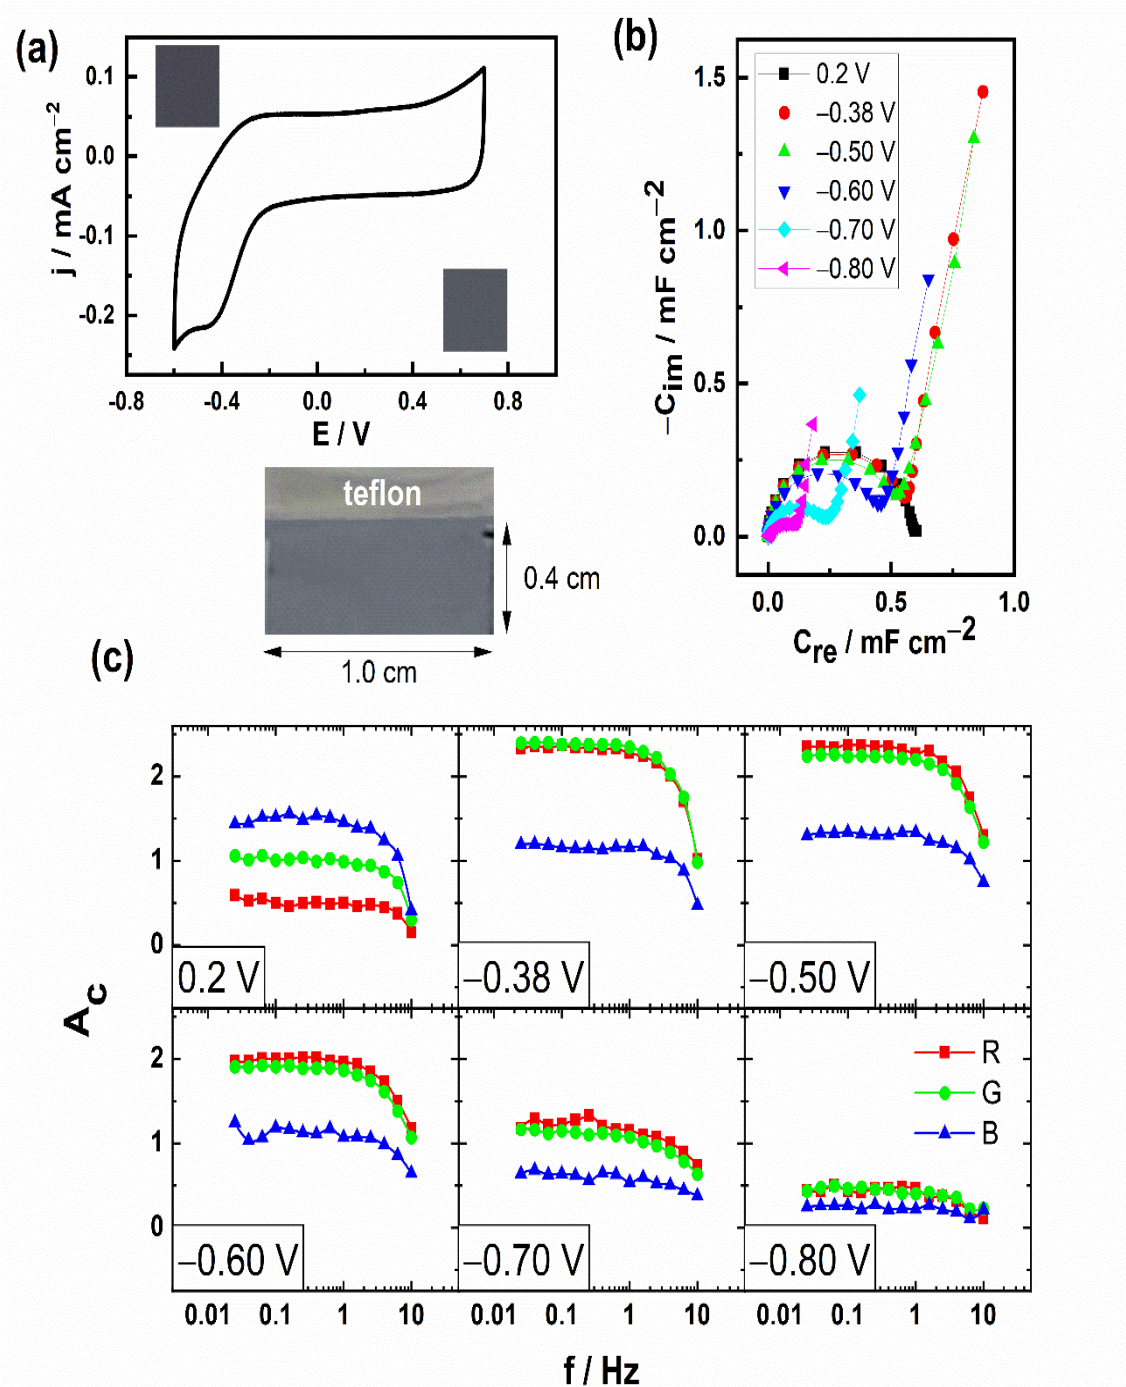 (a)
j / mA cm−2
0.1
0.0
-0.1
-0.2
-0.8
-0.4
0.0
0.4
0.8
E / V
(b)
−Cim / mF cm−2
1.5
1.0
0.5
0.0
0.2 V
−0.38 V
−0.50 V
−0.60 V
−0.70 V
−0.80 V
0.0
0.5
1.0
Cre / mF cm−2
teflon
0.4 cm
1.0 cm
(c)
Ac
2
1
0
0.2 V
−0.38 V
−0.50 V
2
1
0
−0.60 V
−0.70 V
−0.80 V
R
G
B
0.01
0.1
1
10
0.01
0.1
1
10
0.01
0.1
1
10
f / Hz